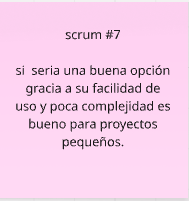 scrum #7
si seria una buena opción
gracia a su facilidad de
uso y poca complejidad es
bueno para proyectos
pequeños.